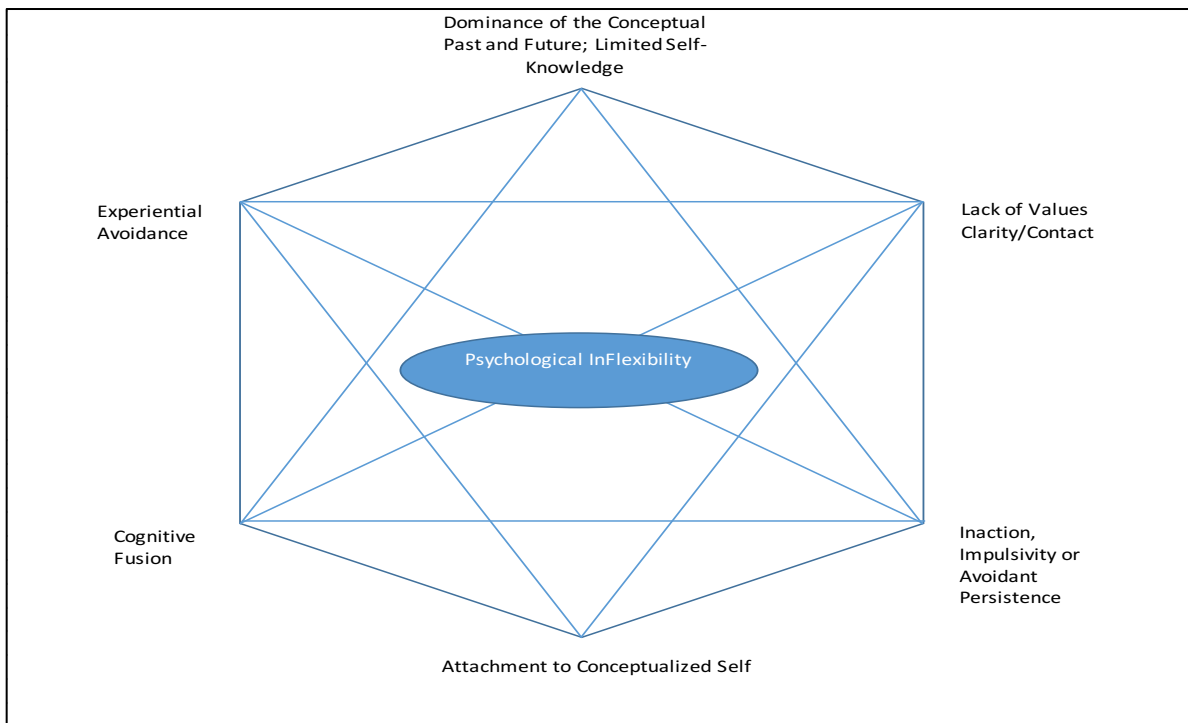 Dominance of the Conceptual
Past and Future; Limited Self-
Knowledge
Experiential
Avoidance
Lack of Values
Clarity/Contact
Psychological InFlexibility
Cognitive
Fusion
Inaction,
Impulsivity or
Avoidant
Persistence
Attachment to Conceptualized Self